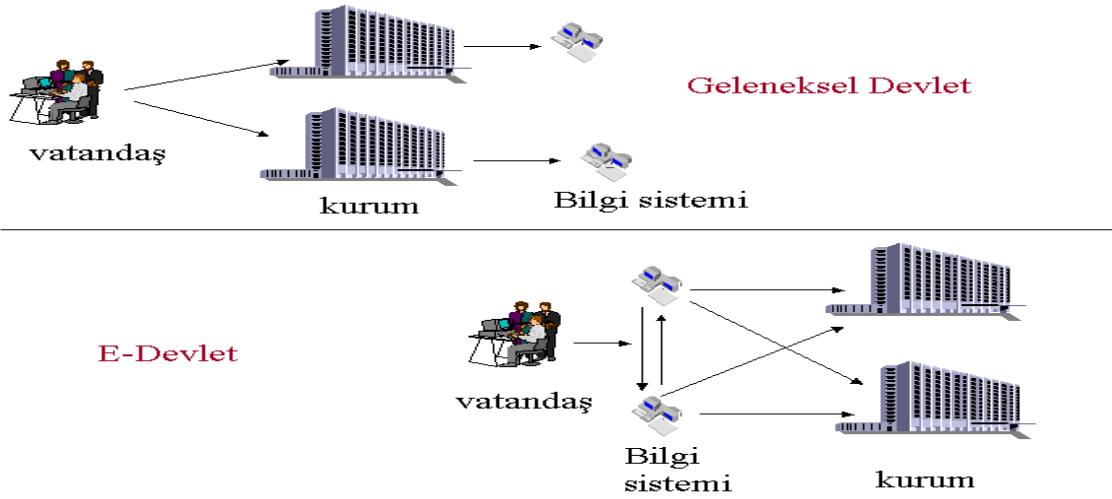 Geleneksel Devlet
vatandaş
kurum
Bilgi sistemi
E-Devlet
vatandaş
Bilgi
sistemi
kurum